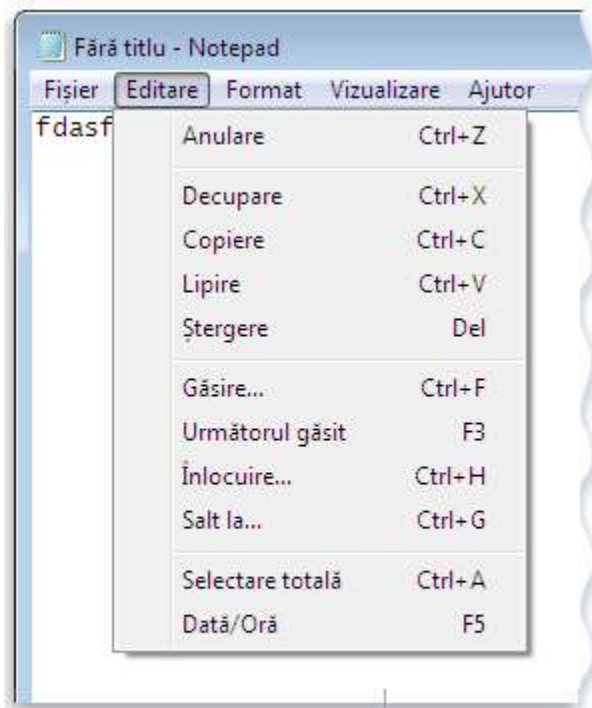 Fără titlu - Notepad
Fișier Editare Format Vizualizare Ajutor
fdasf
Anulare Ctrl+Z
Decupare Ctrl+X
Copiere Ctrl+C
Lipire Ctrl+V
Ștergere Del
Găsire... Ctrl+F
Următorul găsit F3
Înlocuire... Ctrl+H
Salt la... Ctrl+G
Selectare totală Ctrl+A
Dată/Oră F5